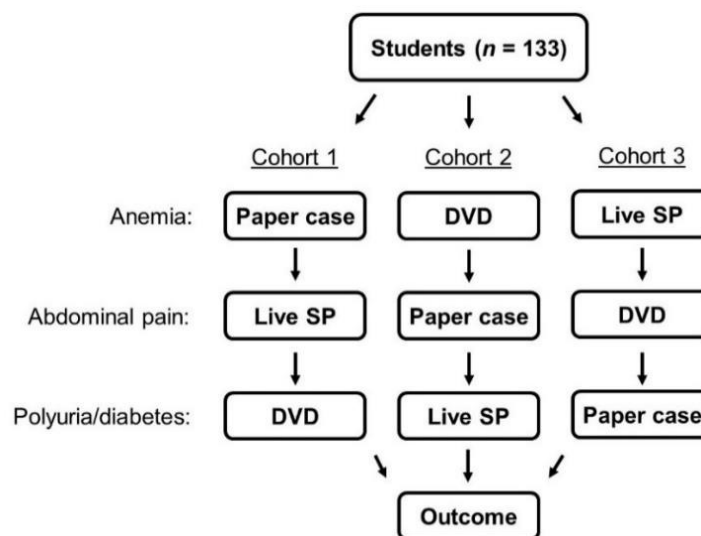 Students (n = 133)
Cohort 1 Cohort 2 Cohort 3
Anemia: Paper case DVD Live SP
Abdominal pain: Live SP Paper case DVD
Polyuria/diabetes: DVD Live SP Paper case
Outcome